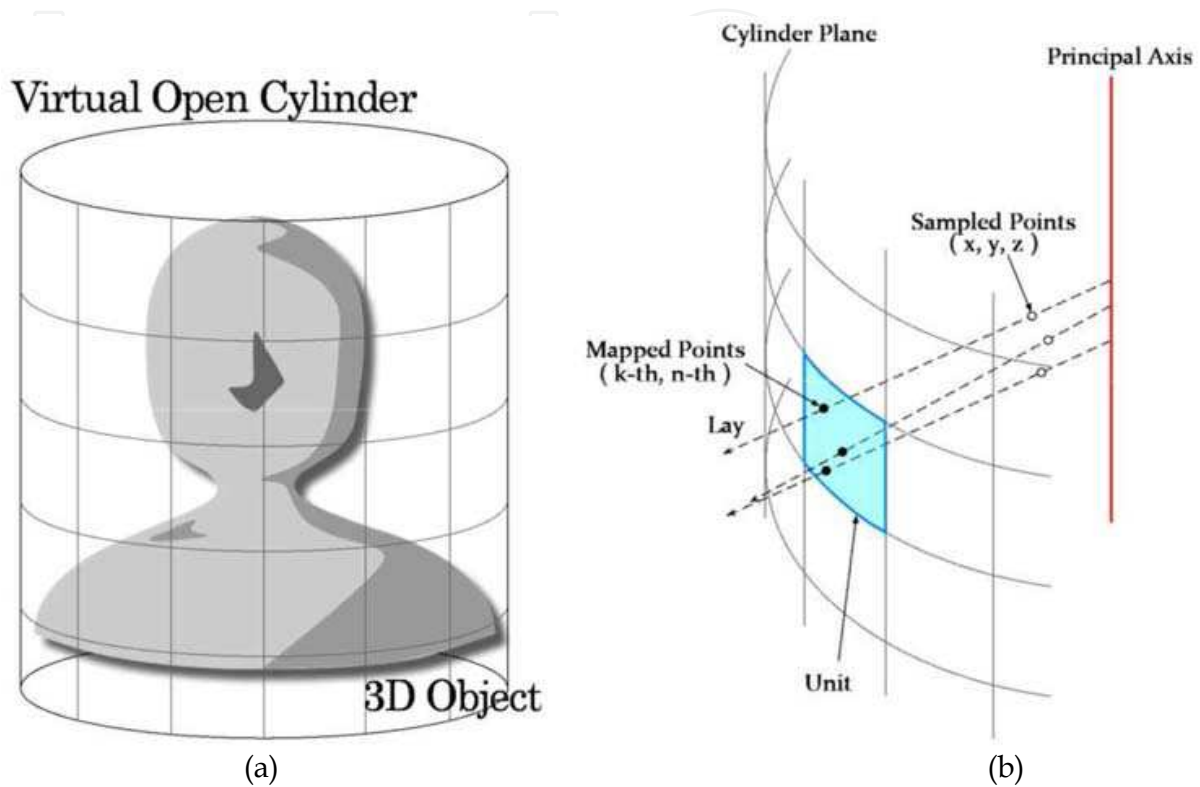 Virtual Open Cylinder
3D Object
(a)
Cylinder Plane
Principal Axis
Sampled Points
( x, y, z )
Mapped Points
( k-th, n-th )
Lay
Unit
(b)